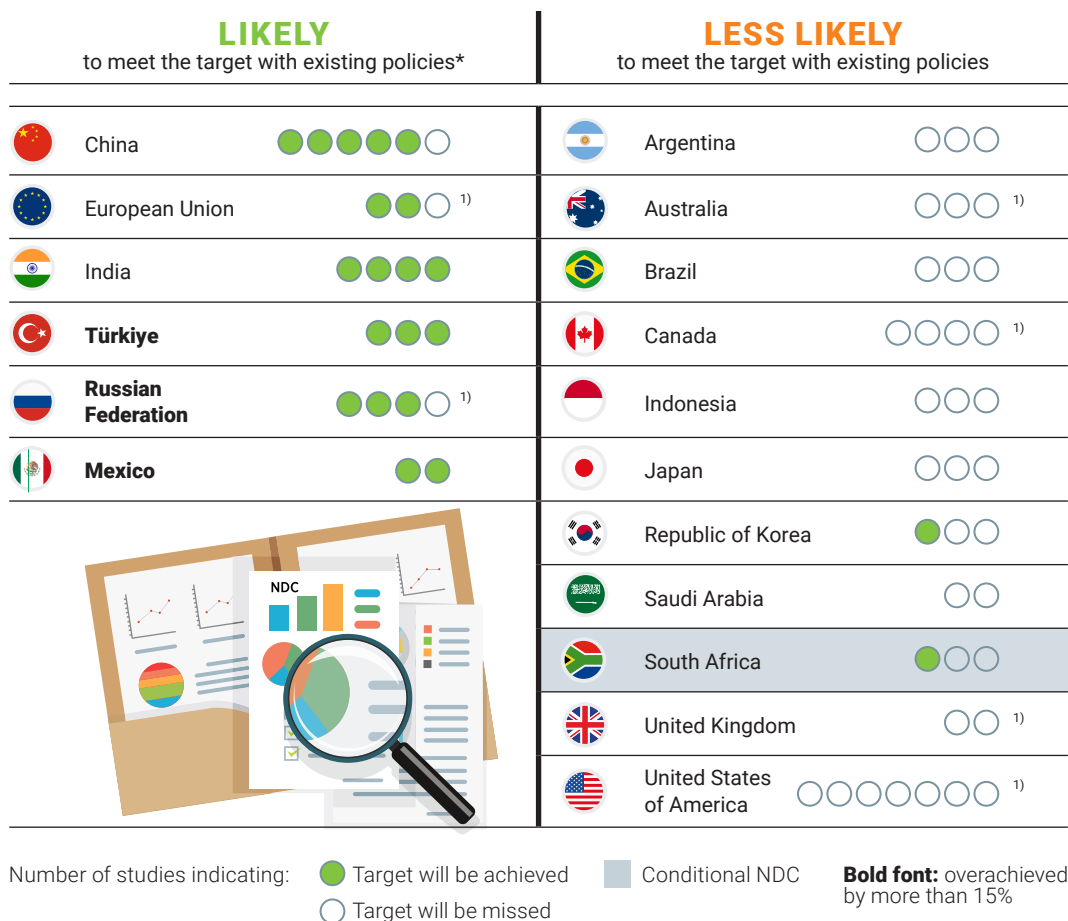 LIKELY
to meet the target with existing policies*
LESS LIKELY
to meet the target with existing policies
China
European Union 1)
India
Türkiye
Russian
Federation 1)
Mexico
NDC
Argentina
Australia 1)
Brazil
Canada 1)
Indonesia
Japan
Republic of Korea
Saudi Arabia
South Africa
United Kingdom 1)
United States
of America 1)
Number of studies indicating:
Target will be achieved
Target will be missed
Conditional NDC
Bold font: overachieved
by more than 15%